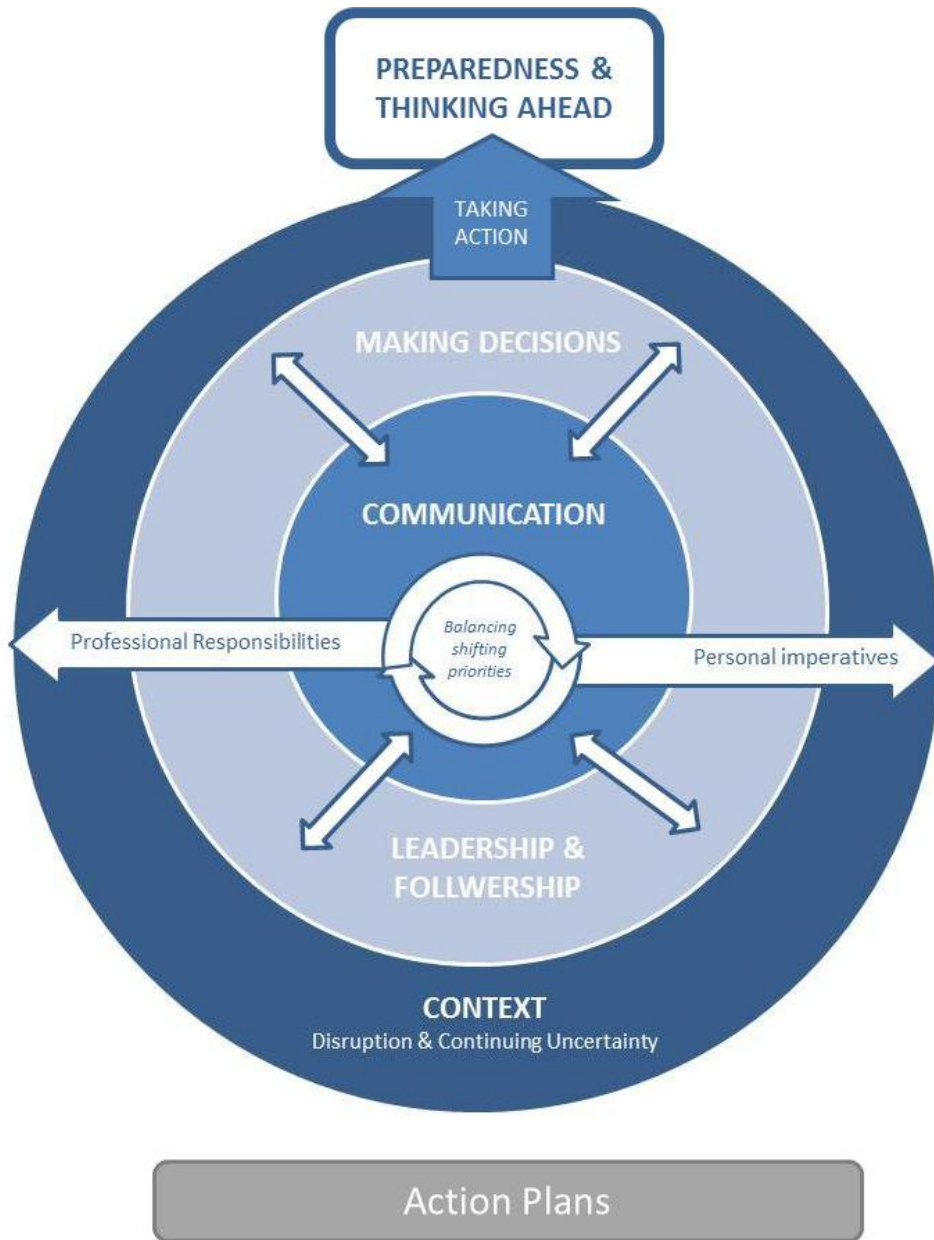 PREPAREDNESS &
THINKING AHEAD
TAKING
ACTION
MAKING DECISIONS
COMMUNICATION
Balancing
shifting
priorities
Professional Responsibilities
Personal imperatives
LEADERSHIP &
FOLLWERSHIP
CONTEXT
Disruption & Continuing Uncertainty
Action Plans